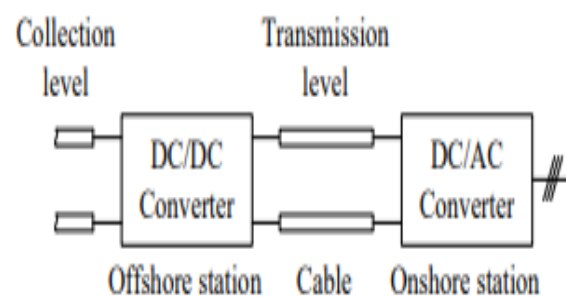 Collection
level
Transmission
level
DC/DC
Converter
DC/AC
Converter
Offshore station
Cable
Onshore station